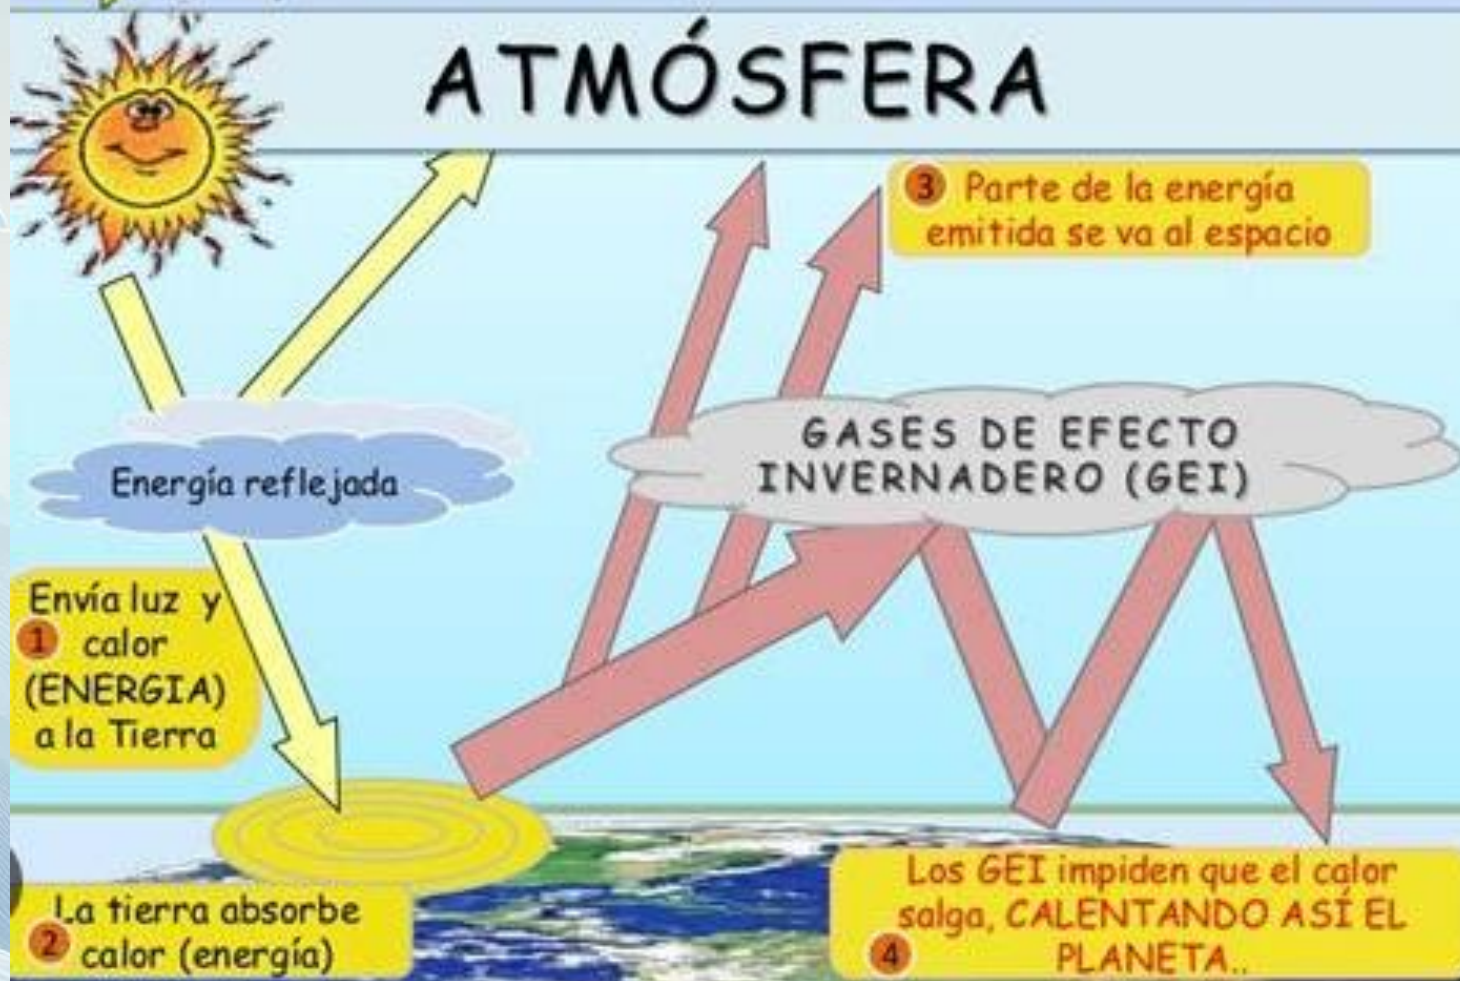 ATMÓSFERA
3 Parte de la energía
emitida se va al espacio
GASES DE EFECTO
INVERNADERO (GEI)
Energía reflejada
Envía luz y
1 calor
(ENERGIA)
a la Tierra
La tierra absorbe
2 calor (energía)
Los GEI impiden que el calor
salga, CALENTANDO ASÍ EL
4 PLANETA..